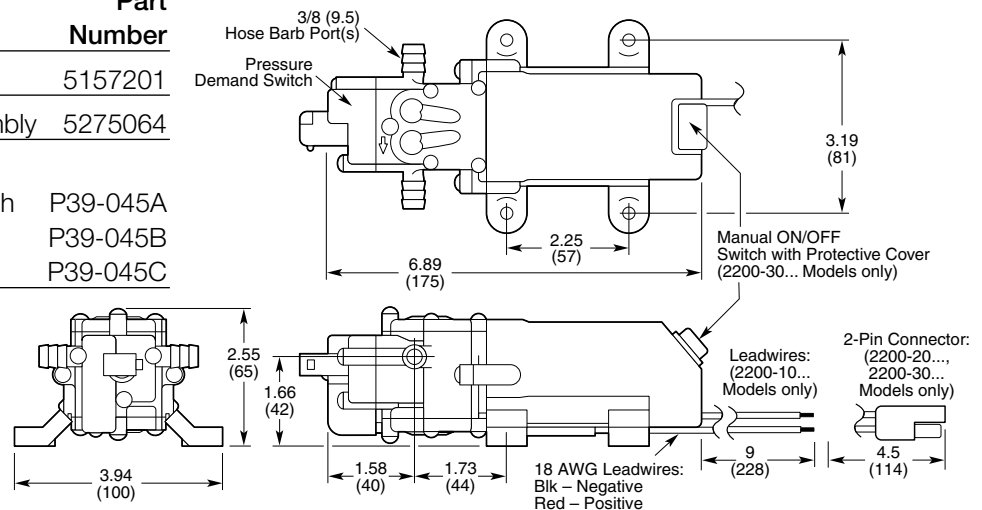 Part
Number
5157201
mbly 5275064
h P39-045A
P39-045B
P39-045C
3/8 (9.5)
Hose Barb Port(s)
Pressure
Demand Switch
3.19
(81)
2.25
(57)
6.89
(175)
Manual ON/OFF
Switch with Protective Cover
(2200-30... Models only)
2.55
(65)
3.94
(100)
1.66
(42)
1.58
(40)
1.73
(44)
18 AWG Leadwires:
Blk – Negative
Red – Positive
Leadwires:
(2200-10...
Models only)
9
(228)
2-Pin Connector:
(2200-20...,
2200-30...
Models only)
4.5
(114)